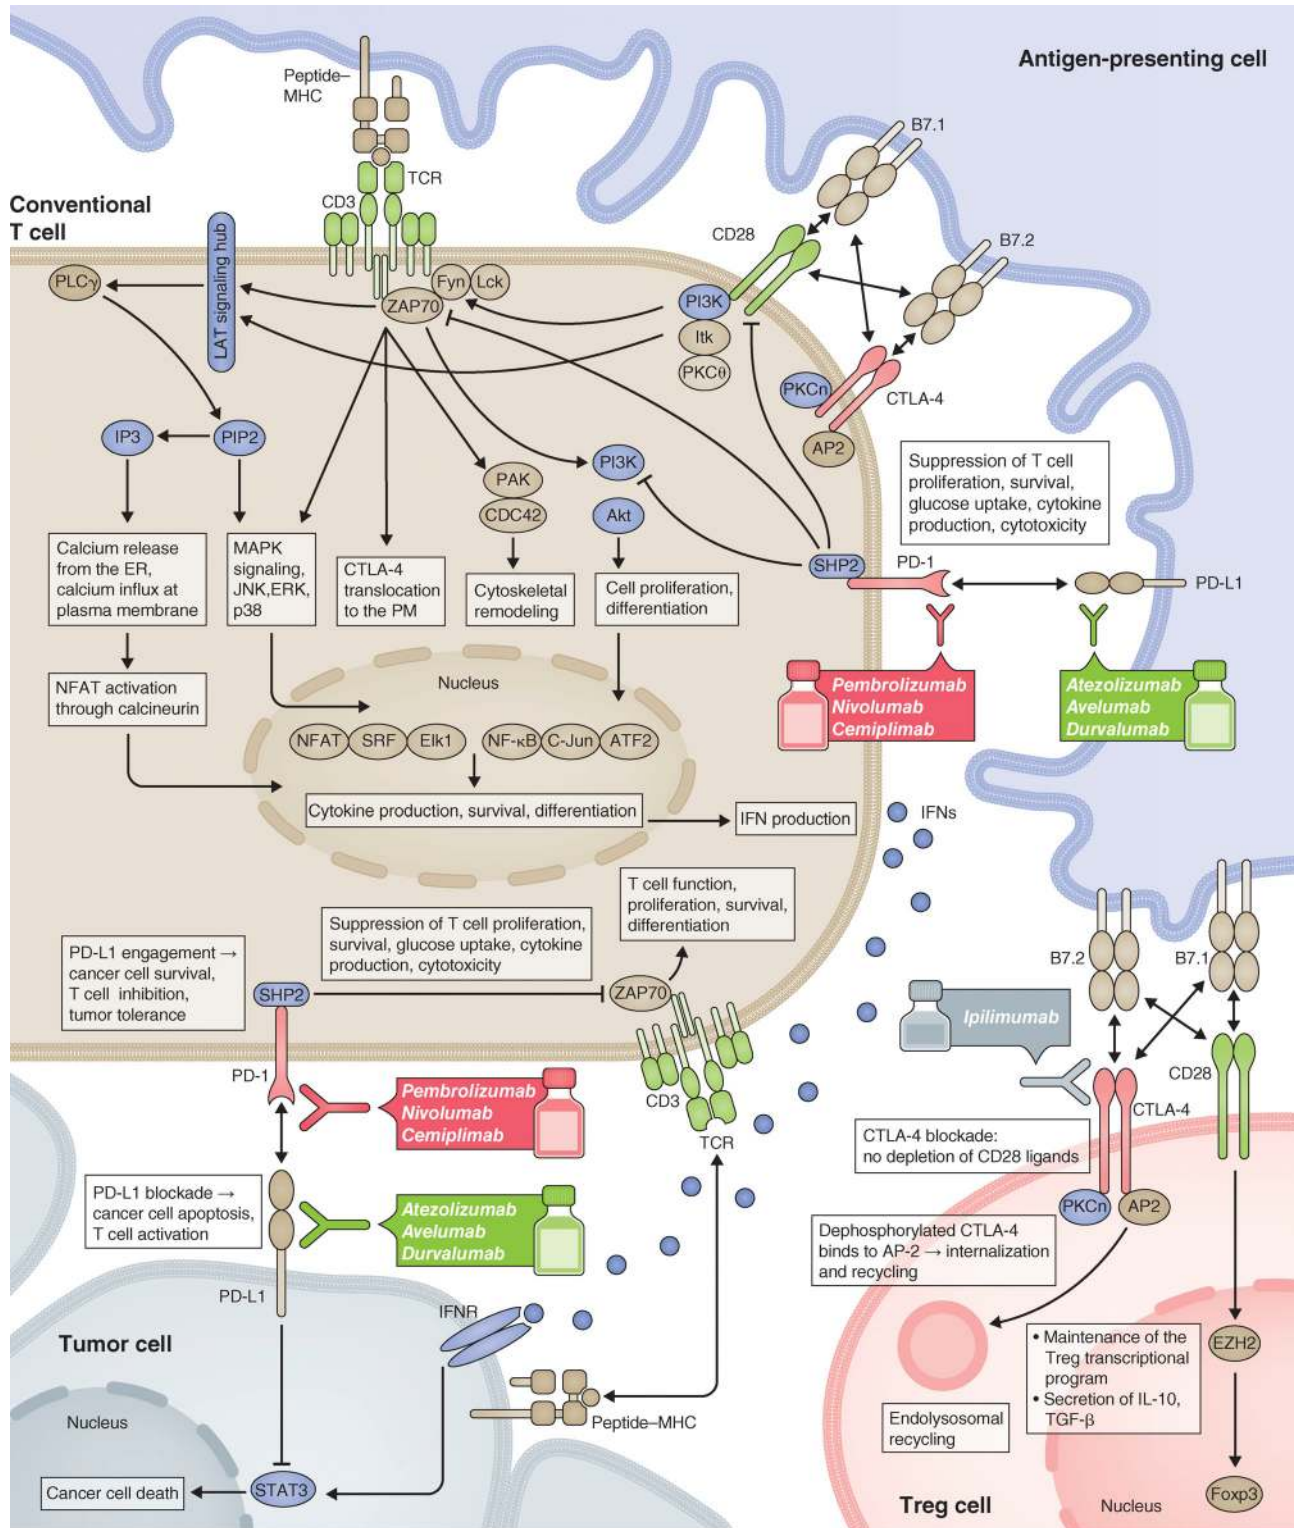 Antigen-presenting cell
Peptide–
MHC
TCR
CD3
Conventional
T cell
LAT signaling hub
PLCγ
Fyn
Lck
ZAP70
B7.1
CD28
B7.2
PI3K
Itk
PKCθ
PKCn
CTLA-4
AP2
IP3
PIP2
PAK
CDC42
PI3K
Akt
Suppression of T cell
proliferation, survival,
glucose uptake, cytokine
production, cytotoxicity
SHP2
PD-1
PD-L1
Calcium release
from the ER,
calcium influx at
plasma membrane
MAPK
signaling,
JNK,ERK,
p38
CTLA-4
translocation
to the PM
Cytoskeletal
remodeling
Cell proliferation,
differentiation
NFAT activation
through calcineurin
Nucleus
NFAT
SRF
Elk1
NF-κB
C-Jun
ATF2
Cytokine production, survival, differentiation
IFN production
Pembrolizumab
Nivolumab
Cemiplimab
Atezolizumab
Avelumab
Durvalumab
IFNs
T cell function,
proliferation, survival,
differentiation
Suppression of T cell proliferation,
survival, glucose uptake, cytokine
production, cytotoxicity
PD-L1 engagement →
cancer cell survival,
T cell inhibition,
tumor tolerance
SHP2
ZAP70
PD-1
CD3
TCR
Pembrolizumab
Nivolumab
Cemiplimab
PD-L1 blockade →
cancer cell apoptosis,
T cell activation
Atezolizumab
Avelumab
Durvalumab
PD-L1
IFNR
Tumor cell
Nucleus
Peptide–MHC
STAT3
Cancer cell death
B7.2
B7.1
Ipilimumab
CD28
CTLA-4
CTLA-4 blockade:
no depletion of CD28 ligands
PKCn
AP2
Dephosphorylated CTLA-4
binds to AP-2 → internalization
and recycling
• Maintenance of the
Treg transcriptional
program
• Secretion of IL-10,
TGF-β
EZH2
Endolysosomal
recycling
Foxp3
Treg cell
Nucleus